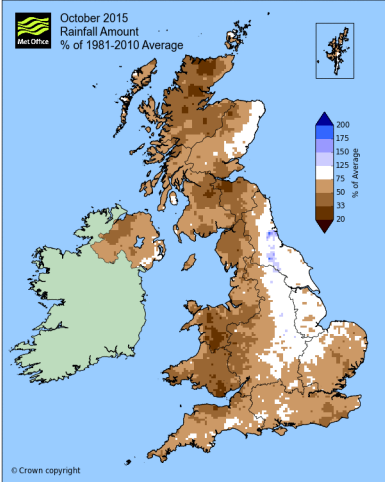 October 2015
Rainfall Amount
% of 1981-2010 Average
Met Office
200
175
150
125
75
50
33
20
% of Average
© Crown copyright